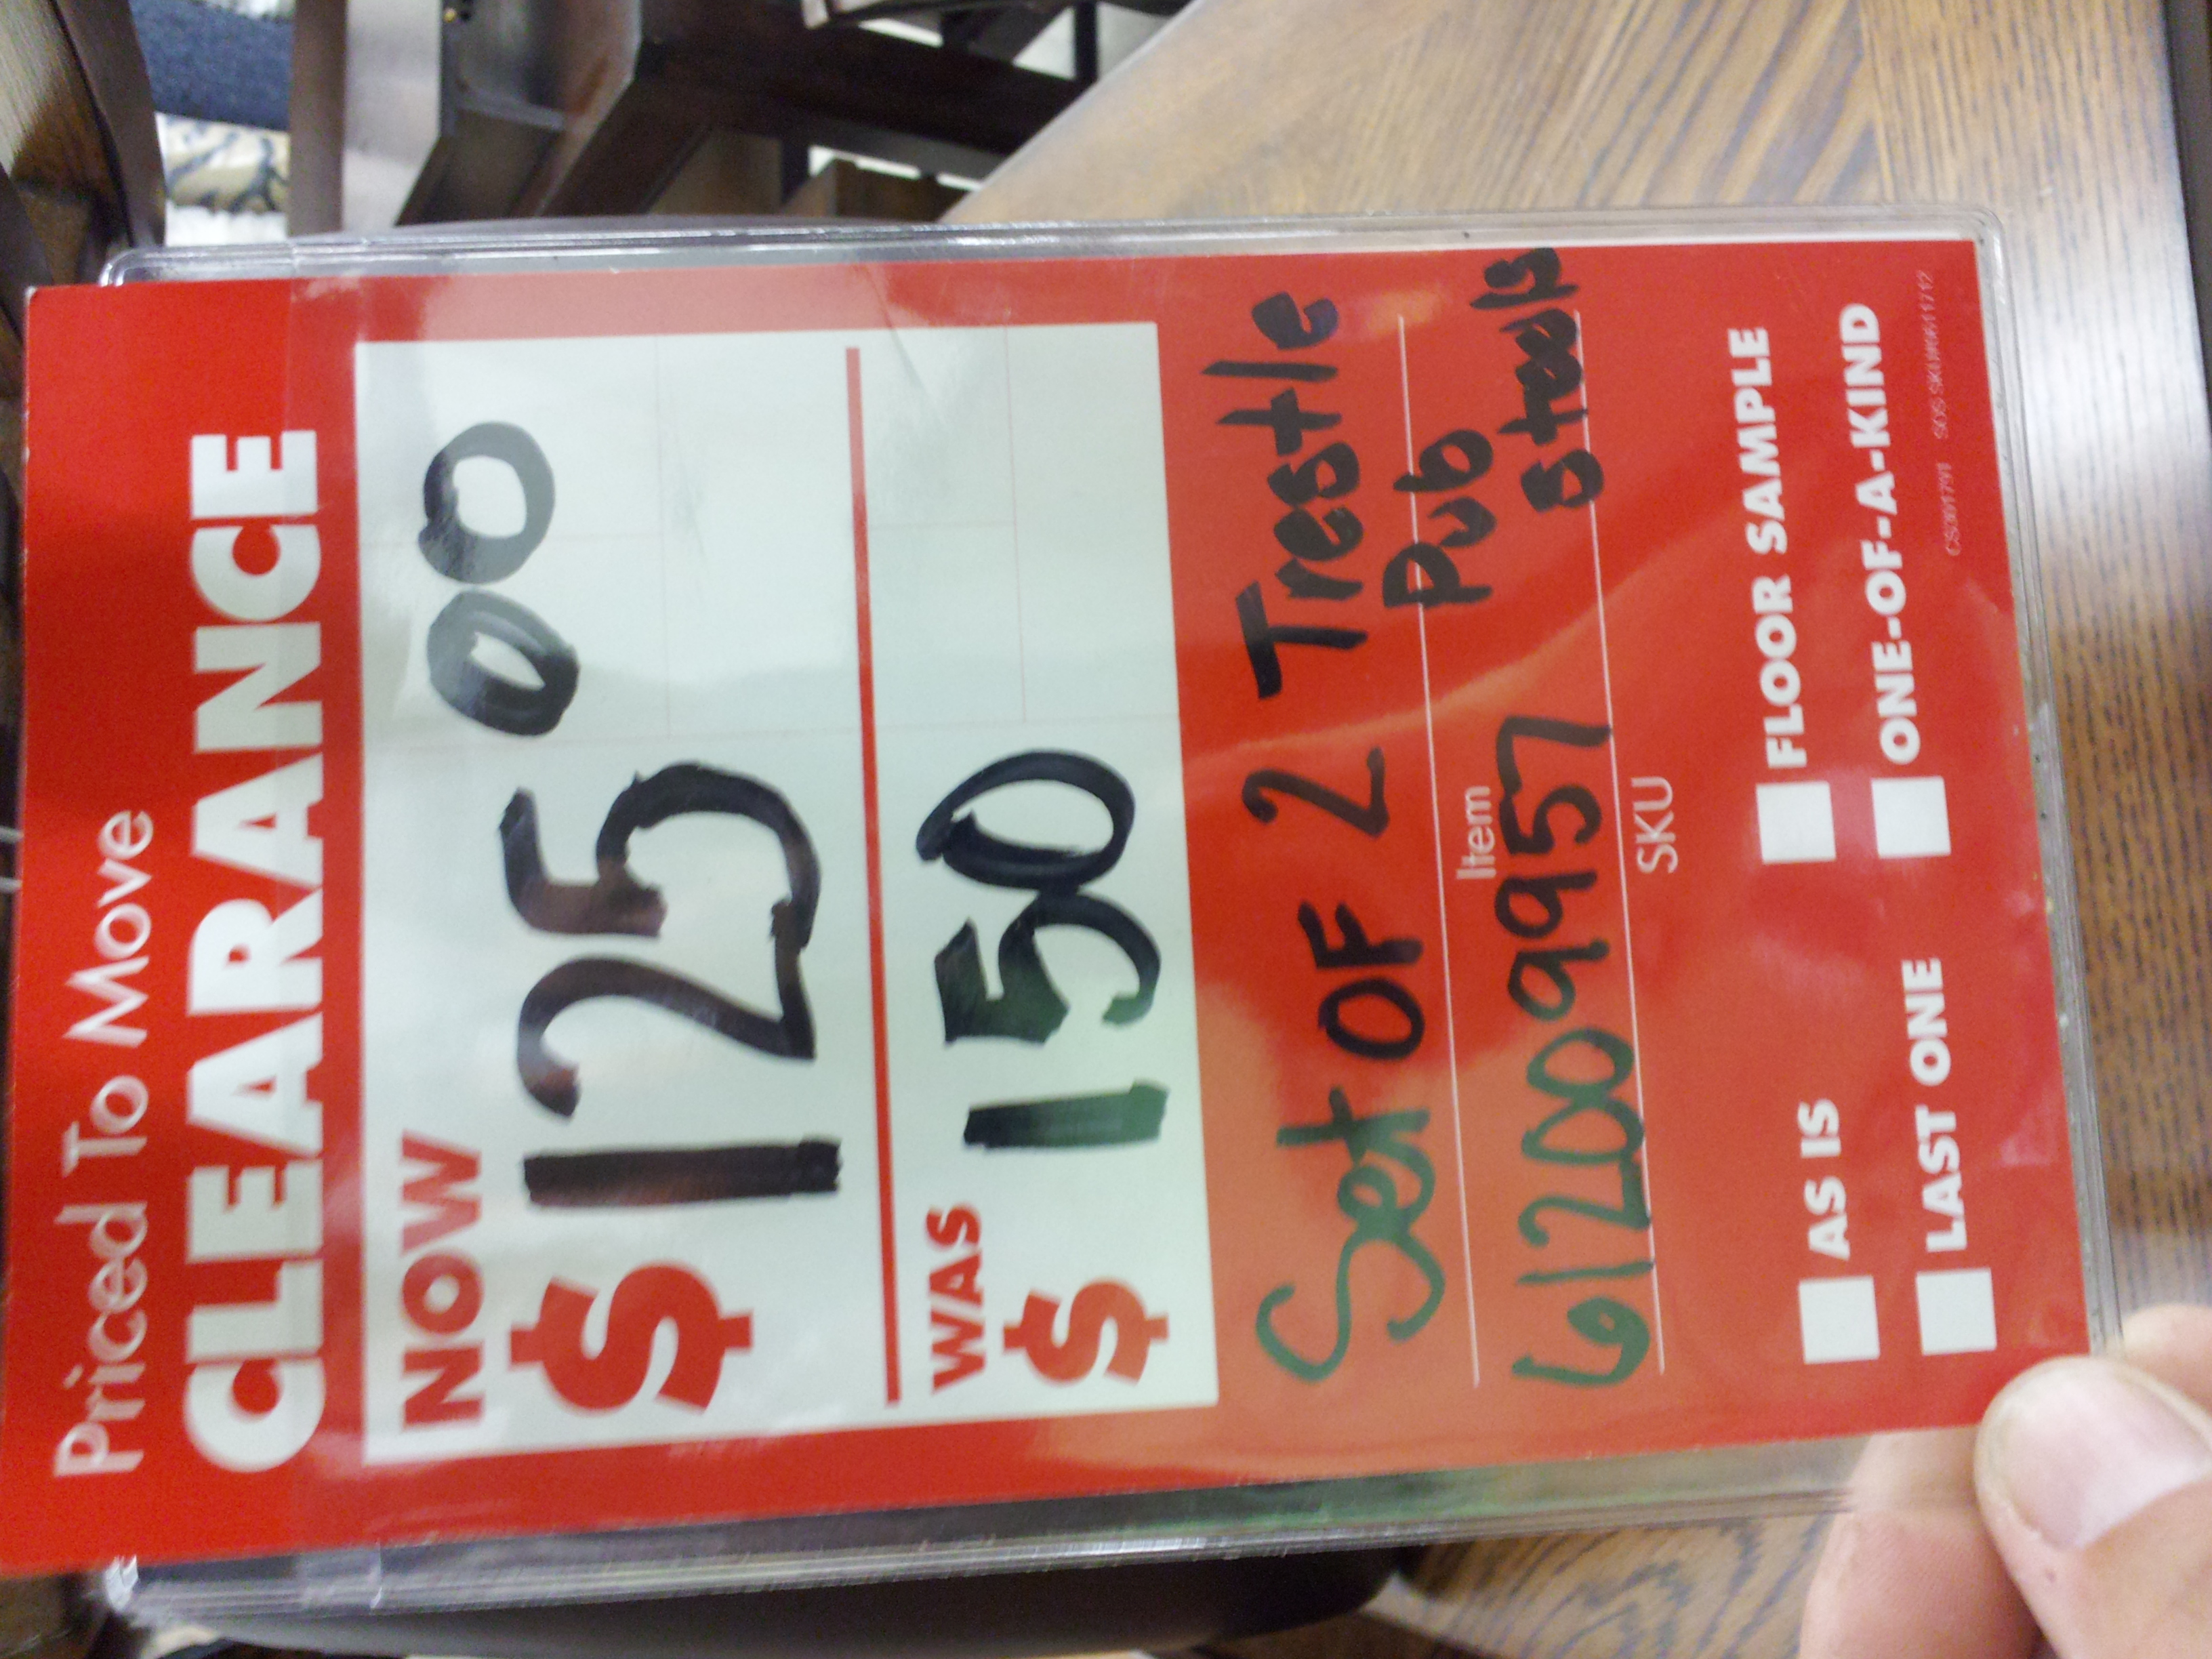 Priced To Move
CLEARANCE
NOW
$ 125 00
WAS
$ 150
Set OF 2 Trestle
Pub
Stools
Item
612009957
SKU
AS IS
FLOOR SAMPLE
LAST ONE
ONE-OF-A-KIND